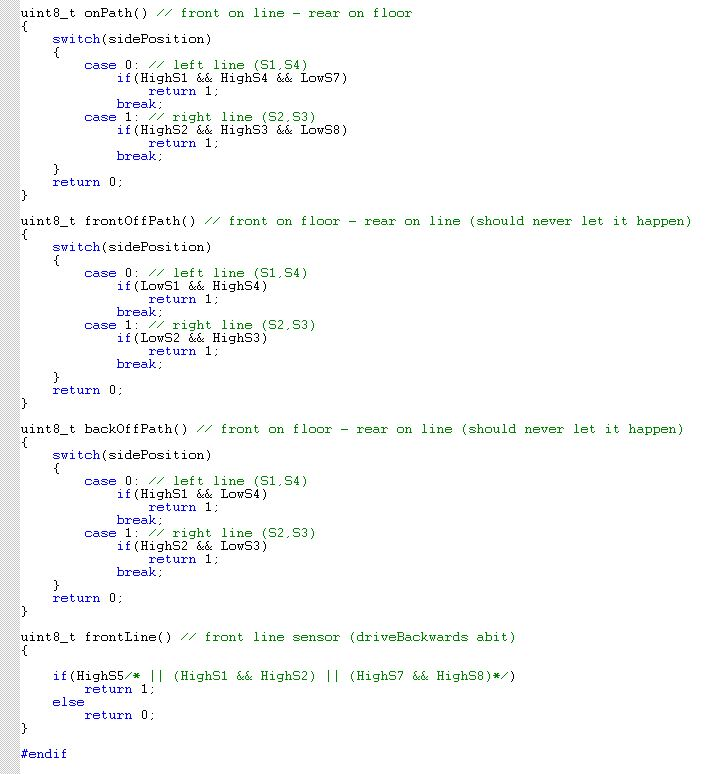 uint8_t onPath() // front on line - rear on floor
{
    switch(sidePosition)
    {
        case 0: // left line (S1,S4)
            if(HighS1 && HighS4 && LowS7)
                return 1;
            break;
        case 1: // right line (S2,S3)
            if(HighS2 && HighS3 && LowS8)
                return 1;
            break;
    }
    return 0;
}

uint8_t frontOffPath() // front on floor - rear on line (should never let it happen)
{
    switch(sidePosition)
    {
        case 0: // left line (S1,S4)
            if(LowS1 && HighS4)
                return 1;
            break;
        case 1: // right line (S2,S3)
            if(LowS2 && HighS3)
                return 1;
            break;
    }
    return 0;
}

uint8_t backOffPath() // front on floor - rear on line (should never let it happen)
{
    switch(sidePosition)
    {
        case 0: // left line (S1,S4)
            if(HighS1 && LowS4)
                return 1;
            break;
        case 1: // right line (S2,S3)
            if(HighS2 && LowS3)
                return 1;
            break;
    }
    return 0;
}

uint8_t frontLine() // front line sensor (driveBackwards abit)
{

    if(HighS5/* || (HighS1 && HighS2) || (HighS7 && HighS8)*/)
        return 1;
    else
        return 0;
}

#endif